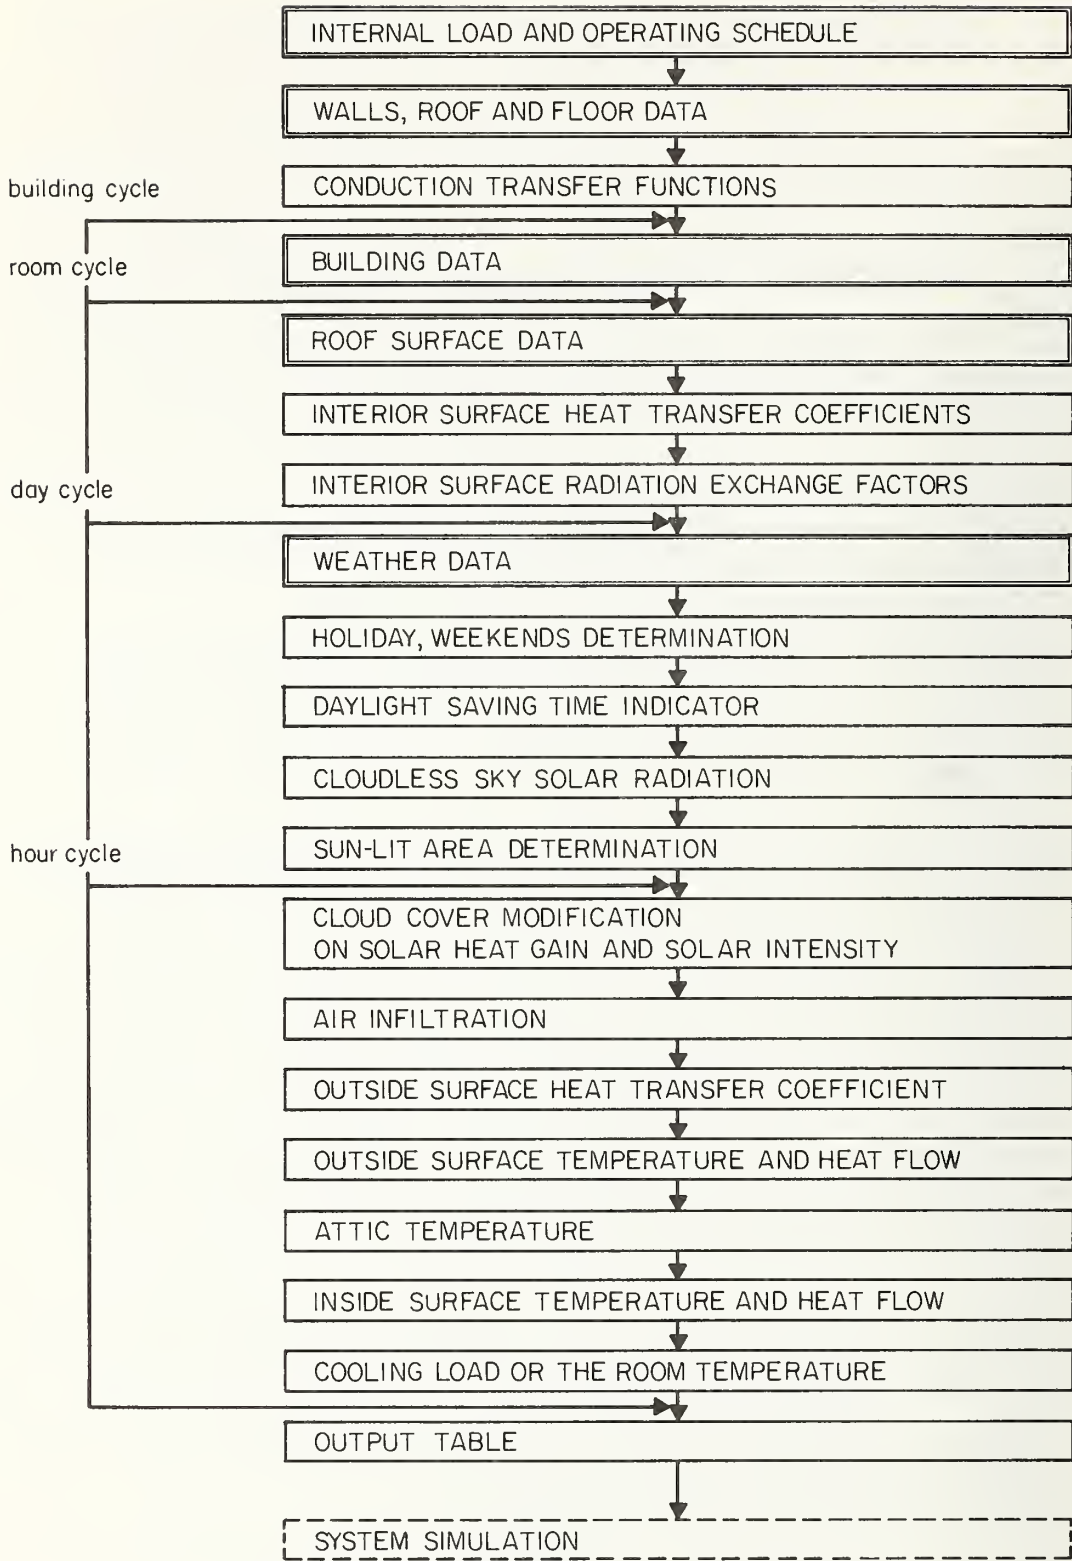 INTERNAL LOAD AND OPERATING SCHEDULE
WALLS, ROOF AND FLOOR DATA
building cycle
CONDUCTION TRANSFER FUNCTIONS
room cycle
BUILDING DATA
ROOF SURFACE DATA
INTERIOR SURFACE HEAT TRANSFER COEFFICIENTS
day cycle
INTERIOR SURFACE RADIATION EXCHANGE FACTORS
WEATHER DATA
HOLIDAY, WEEKENDS DETERMINATION
DAYLIGHT SAVING TIME INDICATOR
CLOUDLESS SKY SOLAR RADIATION
hour cycle
SUN-LIT AREA DETERMINATION
CLOUD COVER MODIFICATION
ON SOLAR HEAT GAIN AND SOLAR INTENSITY
AIR INFILTRATION
OUTSIDE SURFACE HEAT TRANSFER COEFFICIENT
OUTSIDE SURFACE TEMPERATURE AND HEAT FLOW
ATTIC TEMPERATURE
INSIDE SURFACE TEMPERATURE AND HEAT FLOW
COOLING LOAD OR THE ROOM TEMPERATURE
OUTPUT TABLE
SYSTEM SIMULATION